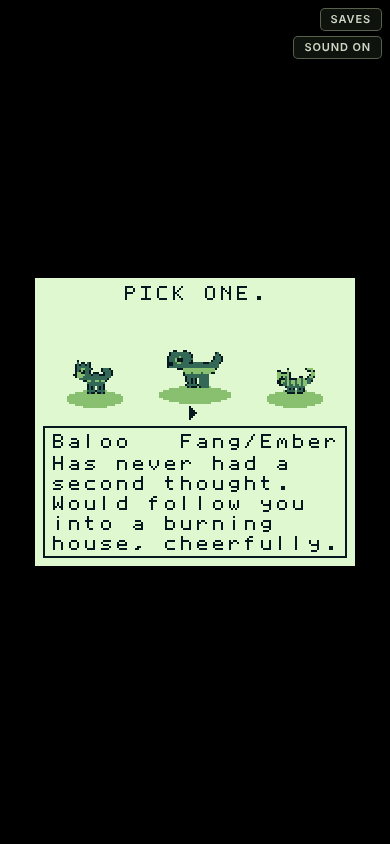 SAVES
SOUND ON
PICK ONE.
Baloo Fang/Ember
Has never had a
second thought.
Would follow you
into a burning
house, cheerfully.